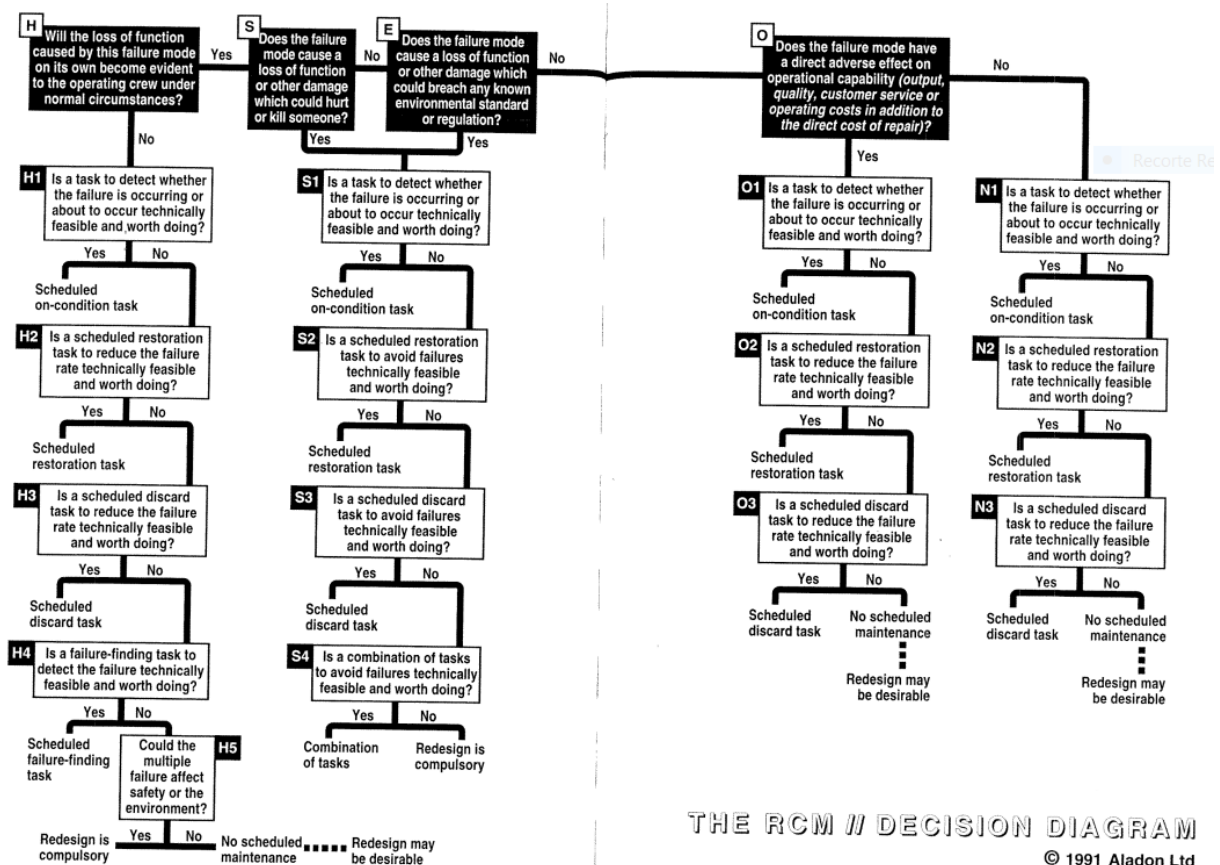 H
Will the loss of function
caused by this failure mode
on its own become evident
to the operating crew under
normal circumstances?
Yes
S
Does the failure
mode cause a
loss of function
or other damage
which could hurt
or kill someone?
No
E
Does the failure mode
cause a loss of function
or other damage which
could breach any known
environmental standard
or regulation?
No
O
Does the failure mode have
a direct adverse effect on
operational capability (output,
quality, customer service or
operating costs in addition to
the direct cost of repair)?
No
No
H1
Is a task to detect whether
the failure is occurring or
about to occur technically
feasible and worth doing?
Yes No
Scheduled
on-condition task
H2
Is a scheduled restoration
task to reduce the failure
rate technically feasible
and worth doing?
Yes No
Scheduled
restoration task
H3
Is a scheduled discard
task to reduce the failure
rate technically feasible
and worth doing?
Yes No
Scheduled
discard task
H4
Is a failure-finding task to
detect the failure technically
feasible and worth doing?
Yes No
Scheduled
failure-finding
task
H5
Could the
multiple
failure affect
safety or the
environment?
Yes No
Redesign is
compulsory
No scheduled
maintenance
Redesign may
be desirable
Yes Yes
S1
Is a task to detect whether
the failure is occurring or
about to occur technically
feasible and worth doing?
Yes No
Scheduled
on-condition task
S2
Is a scheduled restoration
task to avoid failures
technically feasible
and worth doing?
Yes No
Scheduled
restoration task
S3
Is a scheduled discard
task to avoid failures
technically feasible
and worth doing?
Yes No
Scheduled
discard task
S4
Is a combination of tasks
to avoid failures technically
feasible and worth doing?
Yes No
Combination
of tasks
Redesign is
compulsory
Yes
O1
Is a task to detect whether
the failure is occurring or
about to occur technically
feasible and worth doing?
Yes No
Scheduled
on-condition task
O2
Is a scheduled restoration
task to reduce the failure
rate technically feasible
and worth doing?
Yes No
Scheduled
restoration task
O3
Is a scheduled discard
task to reduce the failure
rate technically feasible
and worth doing?
Yes No
Scheduled
discard task
No scheduled
maintenance
Redesign may
be desirable
Recorte Re
N1
Is a task to detect whether
the failure is occurring or
about to occur technically
feasible and worth doing?
Yes No
Scheduled
on-condition task
N2
Is a scheduled restoration
task to reduce the failure
rate technically feasible
and worth doing?
Yes No
Scheduled
restoration task
N3
Is a scheduled discard
task to reduce the failure
rate technically feasible
and worth doing?
Yes No
Scheduled
discard task
No scheduled
maintenance
Redesign may
be desirable
THE RCM II DECISION DIAGRAM
© 1991 Aladon Ltd